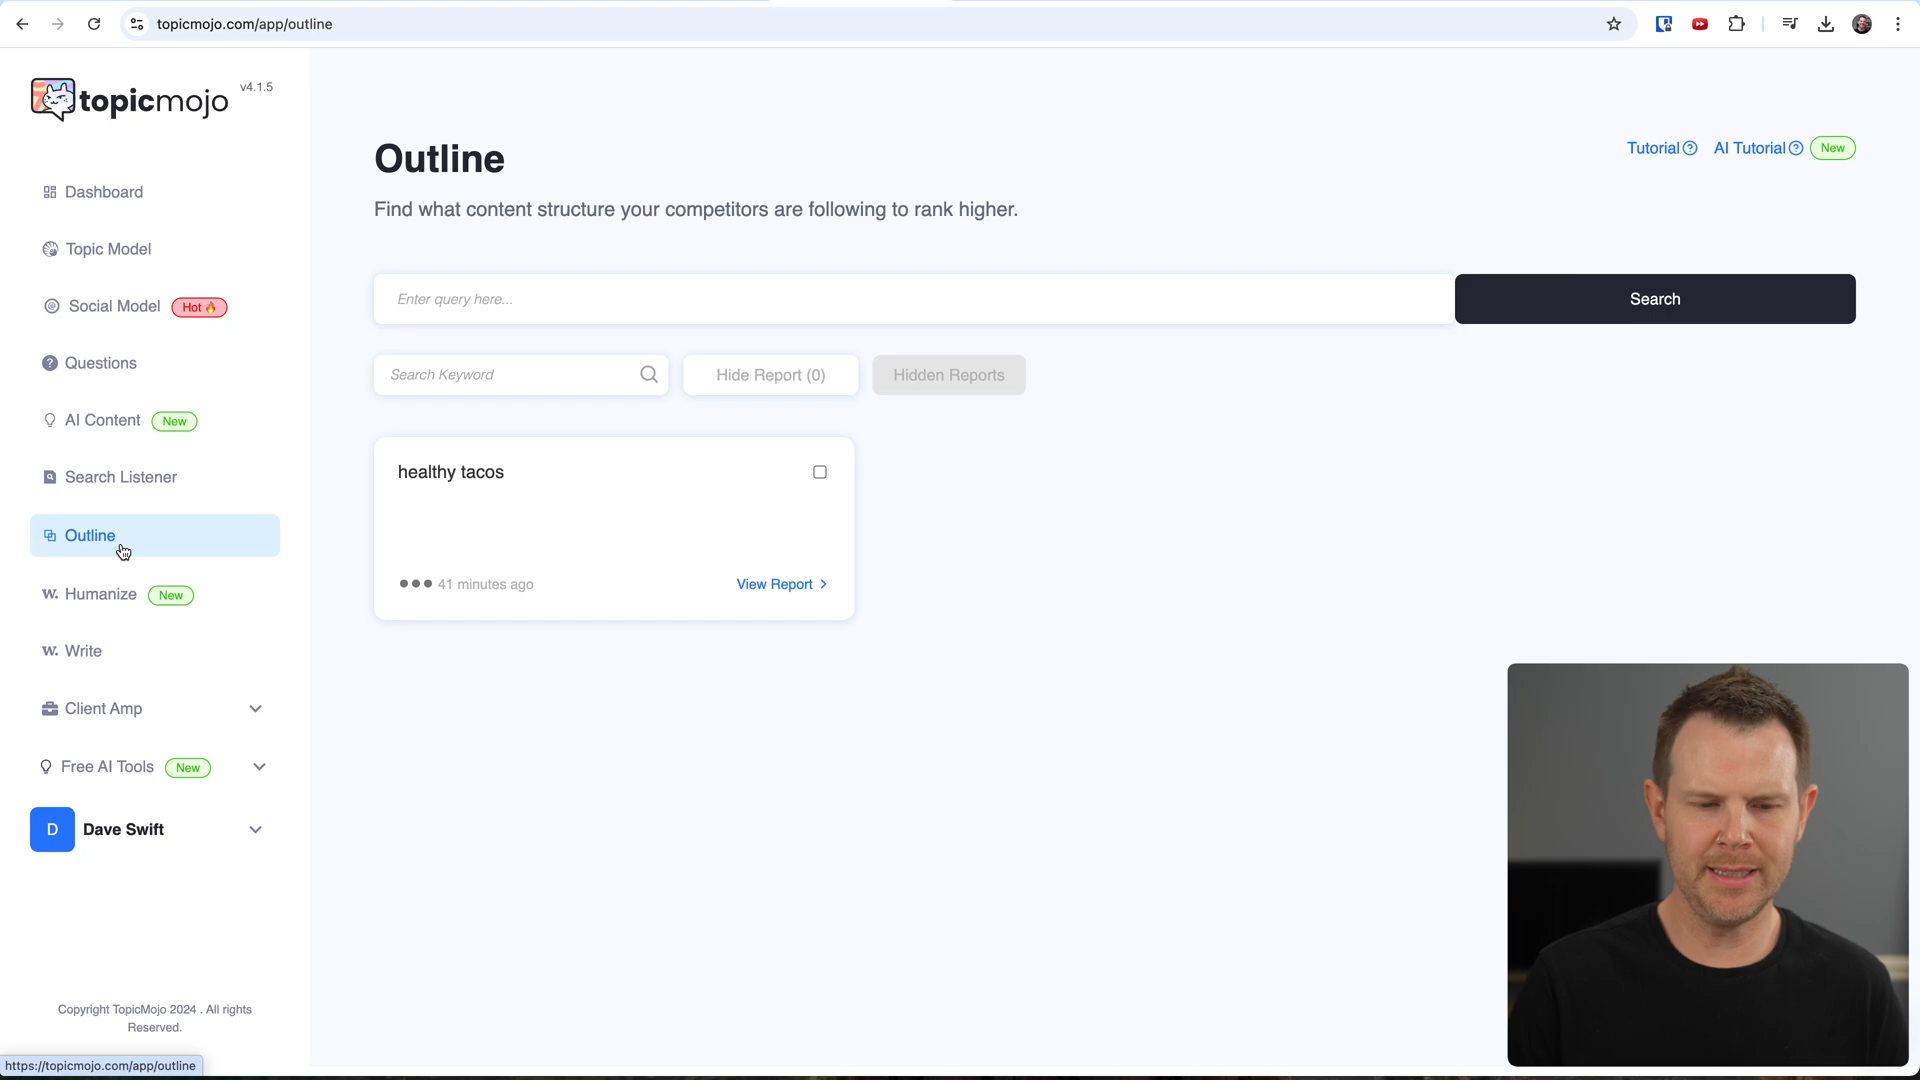 topicmojo.com/app/outline
topicmojo
v4.1.5
Dashboard
Topic Model
Social Model Hot
Questions
AI Content New
Search Listener
Outline
w. Humanize New
w. Write
Client Amp
Free AI Tools New
D Dave Swift
Copyright TopicMojo 2024 . All rights
Reserved.
https://topicmojo.com/app/outline
Outline
Tutorial AI Tutorial New
Find what content structure your competitors are following to rank higher.
Enter query here...
Search
Search Keyword
Hide Report (0)
Hidden Reports
healthy tacos
41 minutes ago
View Report